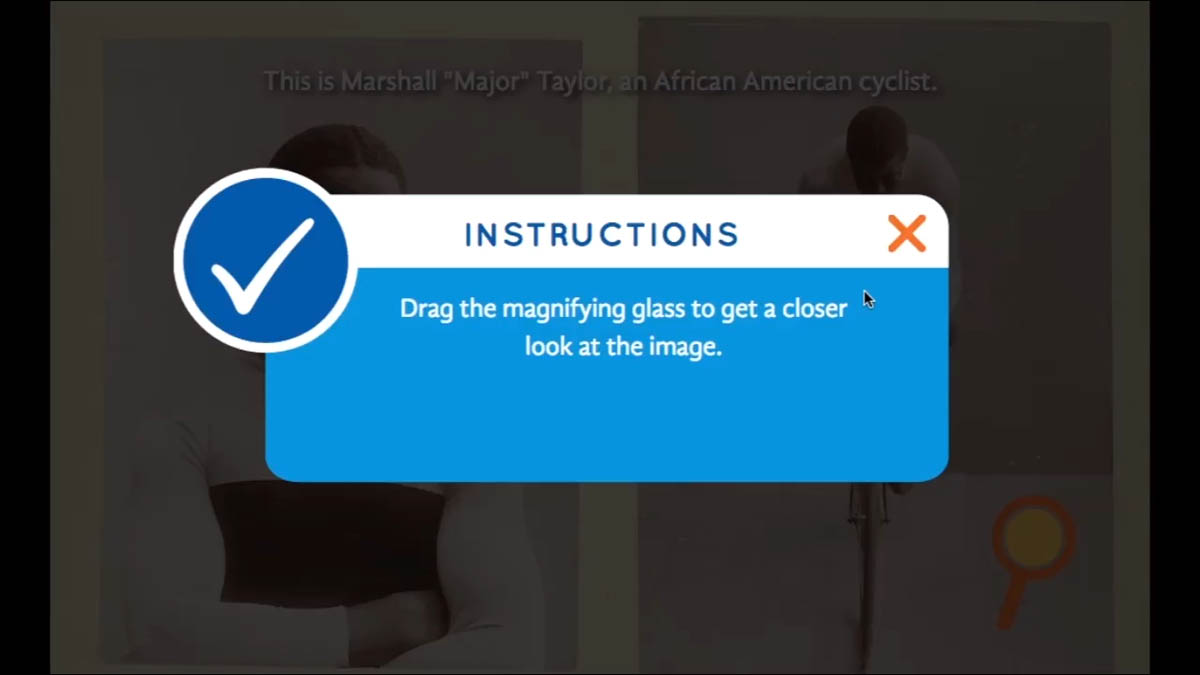 This is Marshall "Major" Taylor, an African American cyclist.
INSTRUCTIONS
Drag the magnifying glass to get a closer
look at the image.